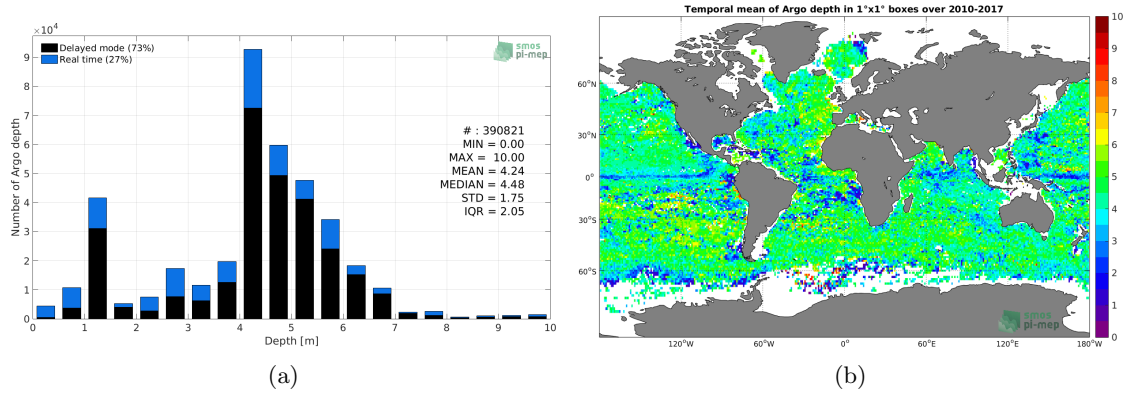 ×10⁴
Delayed mode (73%)
Real time (27%)
smos
pi-mep
# : 390821
MIN = 0.00
MAX = 10.00
MEAN = 4.24
MEDIAN = 4.48
STD = 1.75
IQR = 2.05
Number of Argo depth
9
8
7
6
5
4
3
2
1
0
0 1 2 3 4 5 6 7 8 9 10
Depth [m]
(a)
Temporal mean of Argo depth in 1°x1° boxes over 2010-2017
60°N
30°N
0°
30°S
60°S
120°W 60°W 0° 60°E 120°E 180°W
smos
pi-mep
10
9
8
7
6
5
4
3
2
1
0
(b)